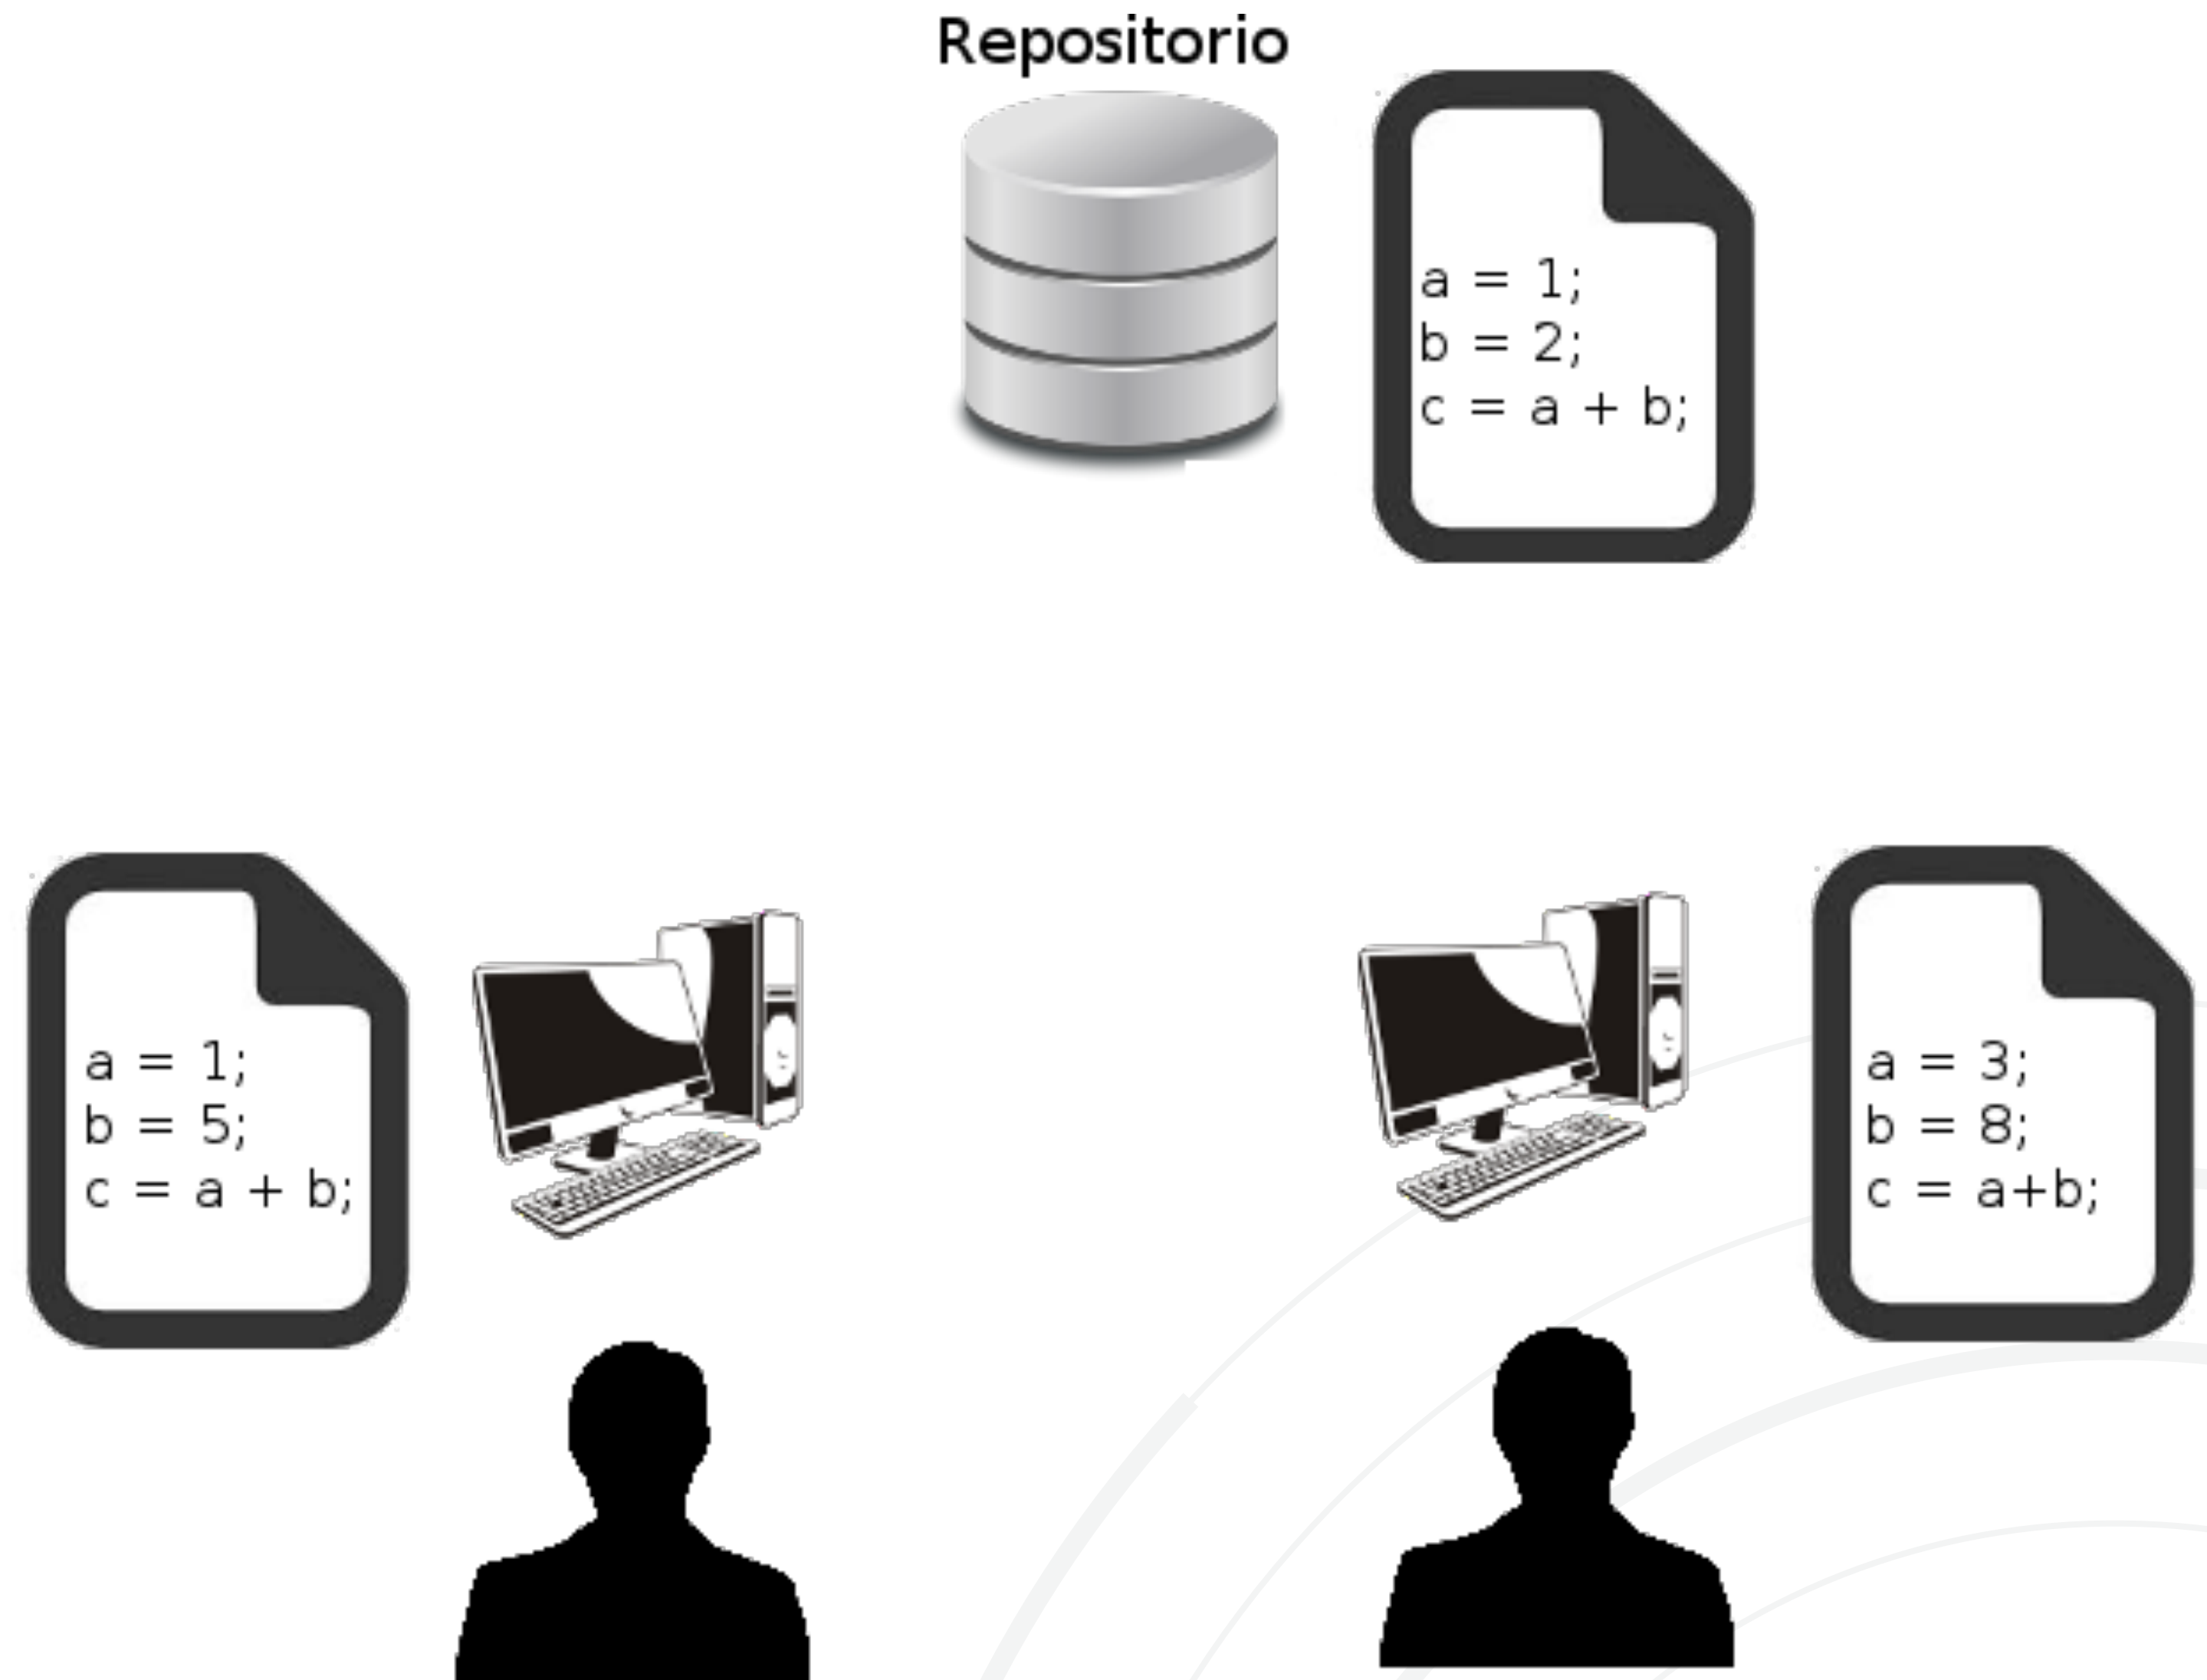 Repositorio
a = 1;
b = 2;
c = a + b;
a = 1;
b = 5;
c = a + b;
a = 3;
b = 8;
c = a+b;